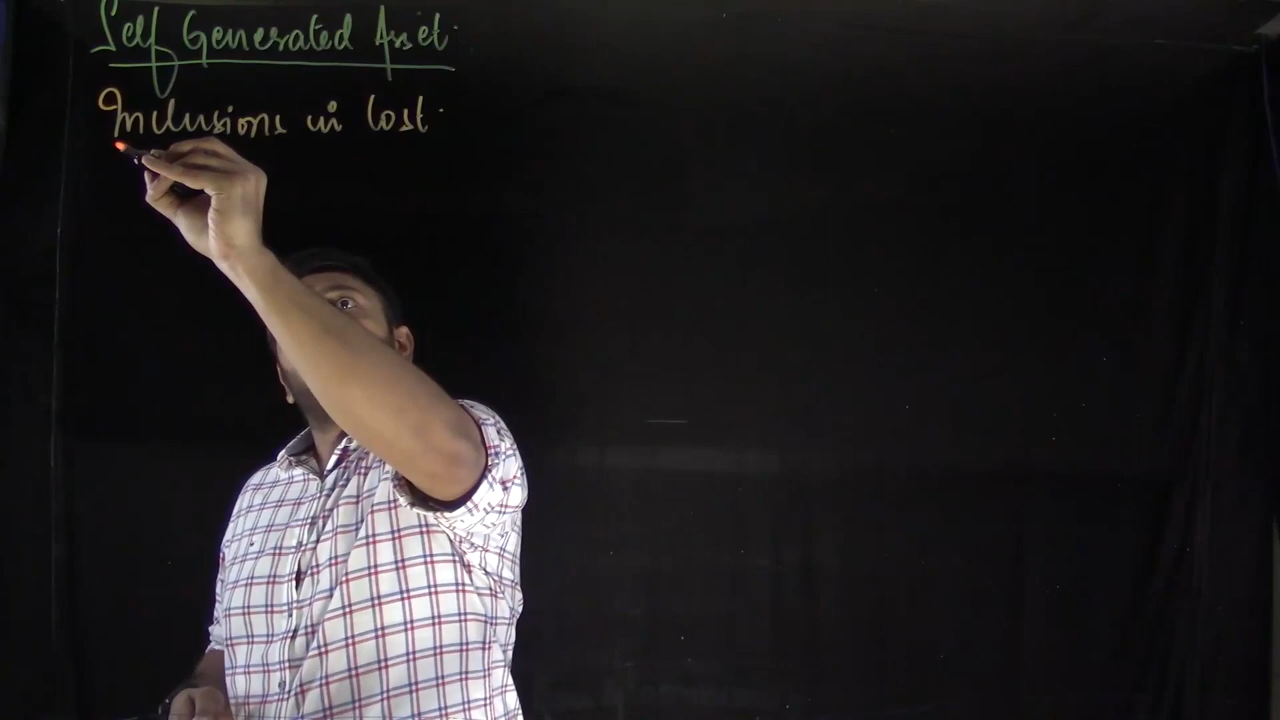 Self Generated Asset.
Inclusions in Cost.